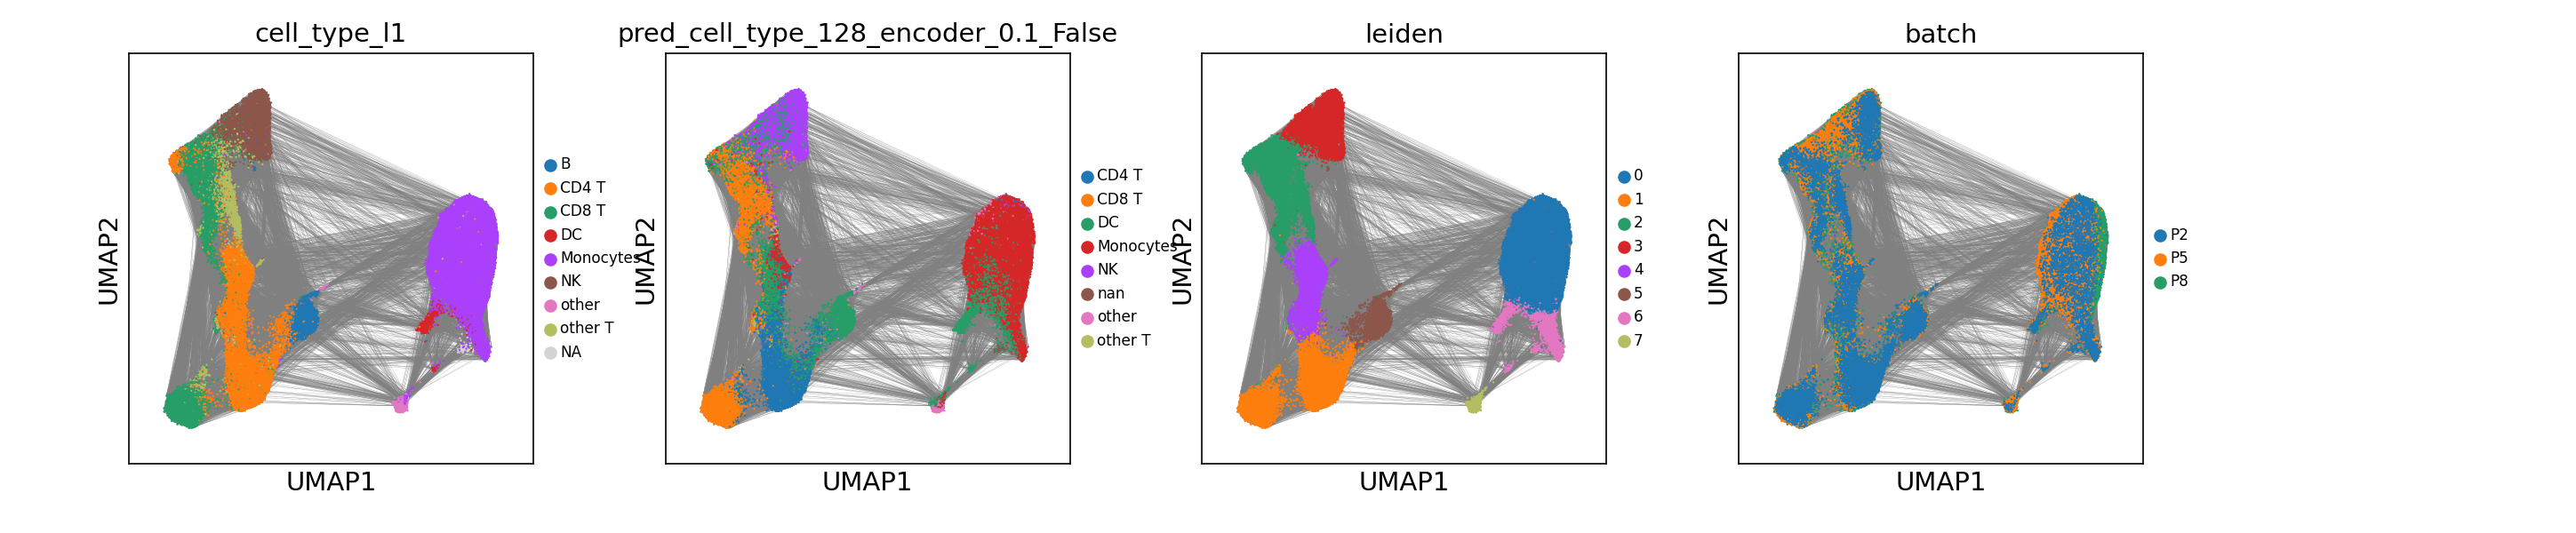 cell_type_l1
UMAP2
UMAP1
B
CD4 T
CD8 T
DC
Monocytes
NK
other
other T
NA
pred_cell_type_128_encoder_0.1_False
UMAP2
UMAP1
CD4 T
CD8 T
DC
Monocytes
NK
nan
other
other T
leiden
UMAP2
UMAP1
0
1
2
3
4
5
6
7
batch
UMAP2
UMAP1
P2
P5
P8